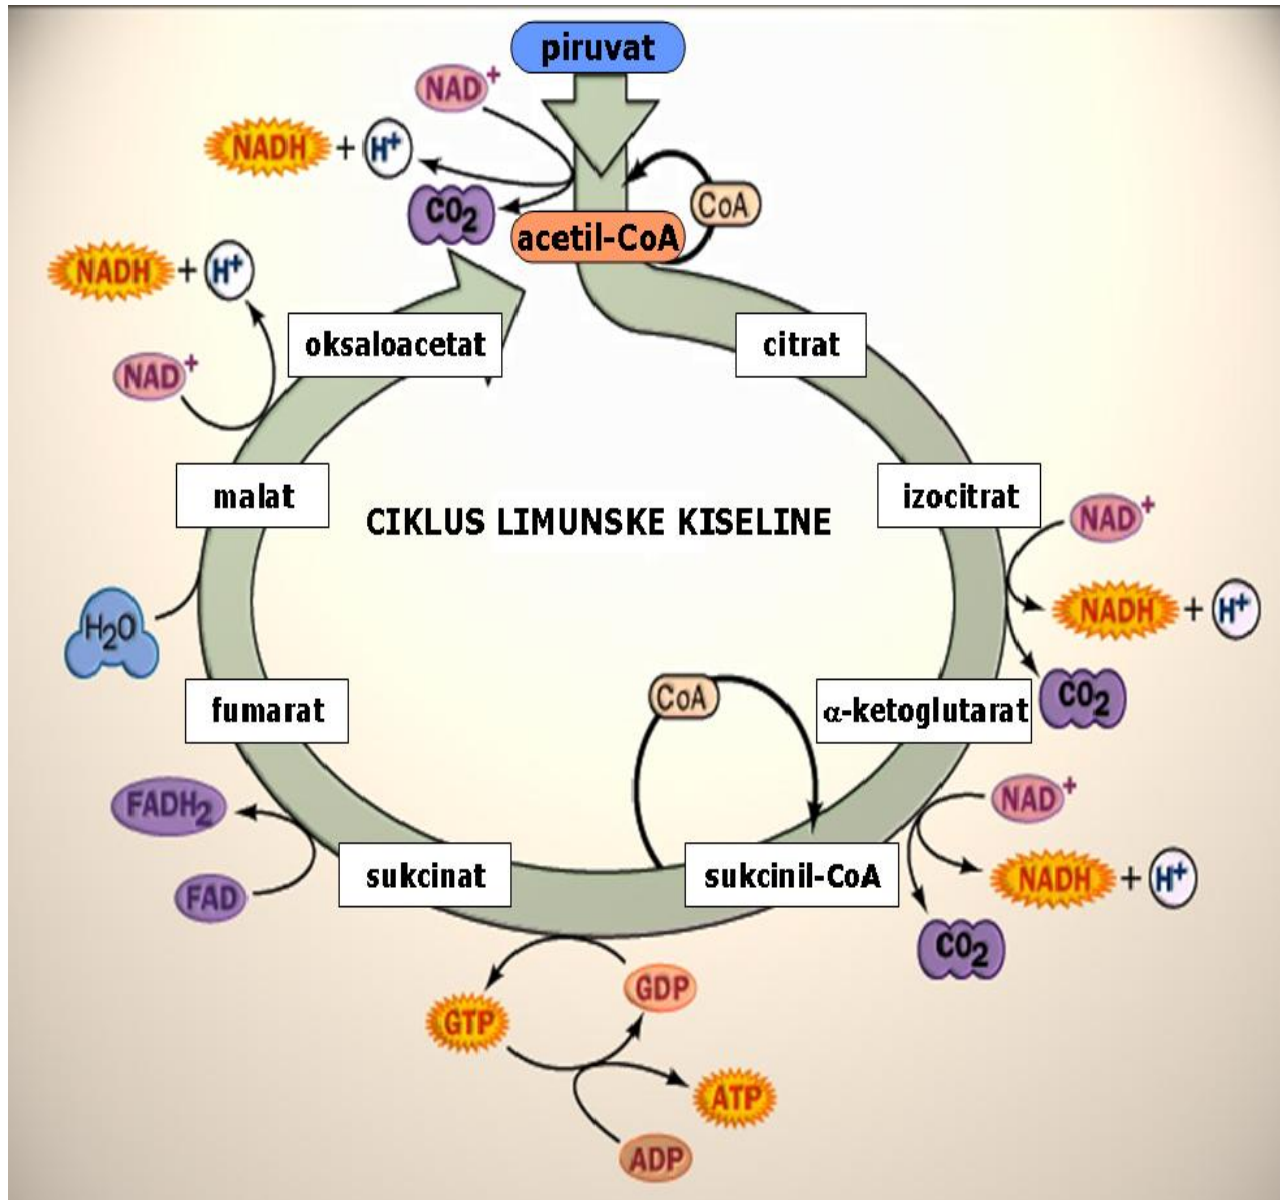 piruvat
NAD+
NADH + H+
CO2
CoA
acetil-CoA
NADH + H+
NAD+
oksaloacetat
citrat
malat
izocitrat
CIKLUS LIMUNSKE KISELINE
NAD+
NADH + H+
H2O
CO2
CoA
fumarat
α-ketoglutarat
NAD+
FADH2
FAD
sukcinat
sukcinil-CoA
NADH + H+
CO2
GDP
GTP
ATP
ADP